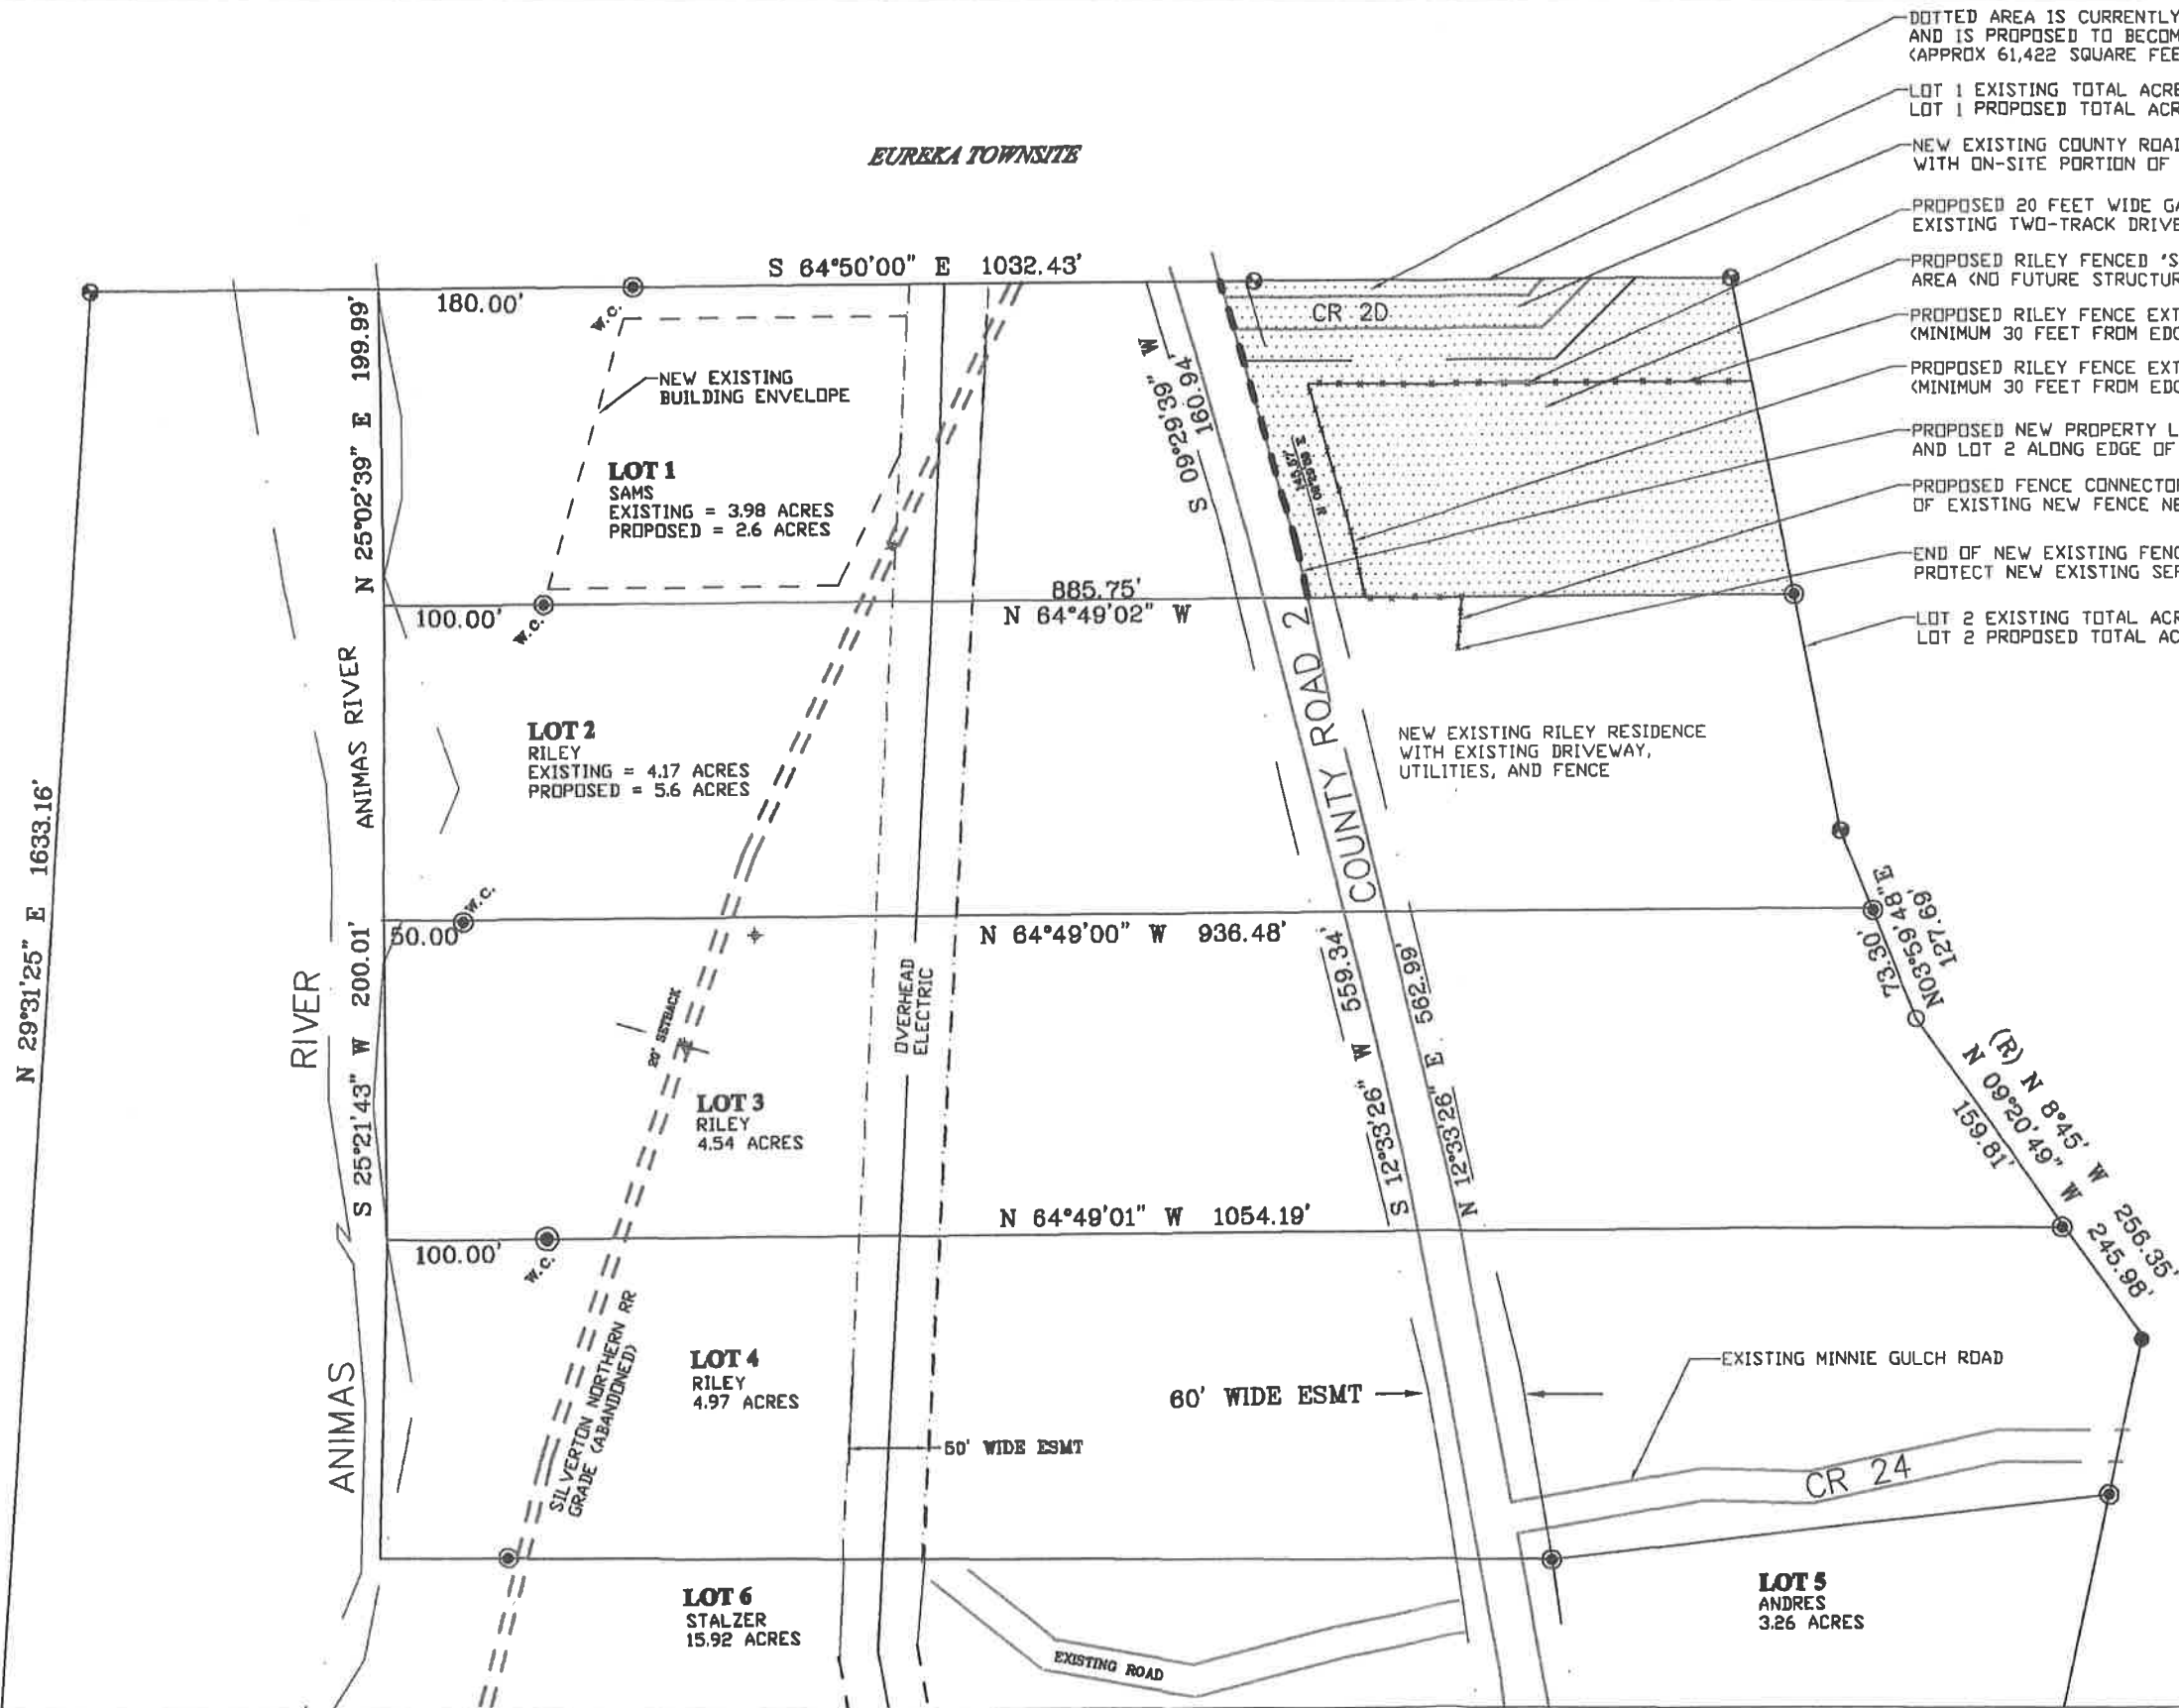 DOTTED AREA IS CURRENTLY
AND IS PROPOSED TO BECOM
(APPROX 61,422 SQUARE FEE
LOT 1 EXISTING TOTAL ACRE
LOT 1 PROPOSED TOTAL ACR
NEW EXISTING COUNTY ROAD
WITH ON-SITE PORTION OF
PROPOSED 20 FEET WIDE GA
EXISTING TWO-TRACK DRIVE
PROPOSED RILEY FENCED "S
AREA (NO FUTURE STRUCTUR
PROPOSED RILEY FENCE EXT
(MINIMUM 30 FEET FROM EDG
PROPOSED RILEY FENCE EXT
(MINIMUM 30 FEET FROM EDG
PROPOSED NEW PROPERTY L
AND LOT 2 ALONG EDGE OF
PROPOSED FENCE CONNECTOR
OF EXISTING NEW FENCE NE
END OF NEW EXISTING FENC
PROTECT NEW EXISTING SEP
LOT 2 EXISTING TOTAL ACR
LOT 2 PROPOSED TOTAL AC
EUREKA TOWNSITE
S 64°50'00" E 1032.43'
180.00'
W.C.
N 25°02'39" E 199.99'
NEW EXISTING
BUILDING ENVELOPE
LOT 1
SAMS
EXISTING = 3.98 ACRES
PROPOSED = 2.6 ACRES
CR 2D
S 09°29'39" W
160.94'
885.75'
N 64°49'02" W
100.00'
W.C.
ANIMAS RIVER
LOT 2
RILEY
EXISTING = 4.17 ACRES
PROPOSED = 5.6 ACRES
COUNTY ROAD 2
NEW EXISTING RILEY RESIDENCE
WITH EXISTING DRIVEWAY,
UTILITIES, AND FENCE
N 29°31'25" E 1633.16'
W.C.
50.00'
N 64°49'00" W 936.48'
S 25°21'43" W 200.01'
ANIMAS RIVER
20' SETBACK
OVERHEAD
ELECTRIC
S 12°33'26" W 559.34'
N 12°33'26" E 562.99'
N03°59'48"E
127.69'
73.30'
(R) N 8°45' W 256.35'
N 09°20'49" W 245.98'
159.81'
LOT 3
RILEY
4.54 ACRES
N 64°49'01" W 1054.19'
100.00'
W.C.
SILVERTON NORTHERN RR
GRADE (ABANDONED)
LOT 4
RILEY
4.97 ACRES
60' WIDE ESMT
EXISTING MINNIE GULCH ROAD
50' WIDE ESMT
CR 24
LOT 6
STALZER
15.92 ACRES
EXISTING ROAD
LOT 5
ANDRES
3.26 ACRES